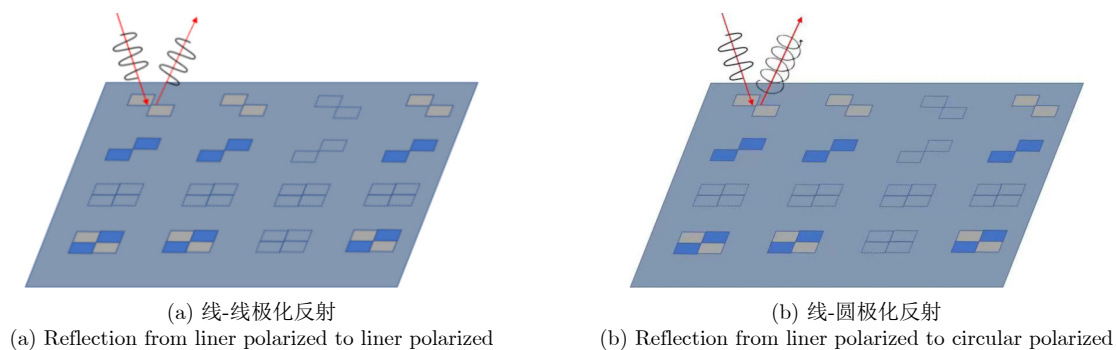 (a) 线-线极化反射
(a) Reflection from liner polarized to liner polarized
(b) 线-圆极化反射
(b) Reflection from liner polarized to circular polarized